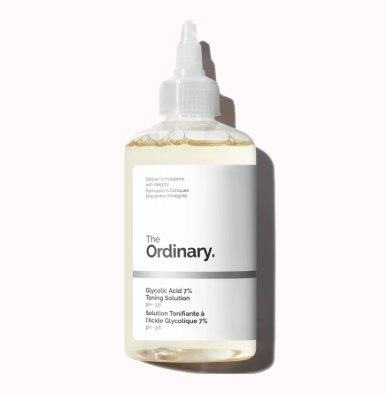 Clinical Formulations
with Integrity.
Formulations Cliniques
Empreintes d'Intégrité.
The
Ordinary.
Glycolic Acid 7%
Toning Solution
pH ~3.6
Solution Tonifiante à
l'Acide Glycolique 7%
pH ~3.6